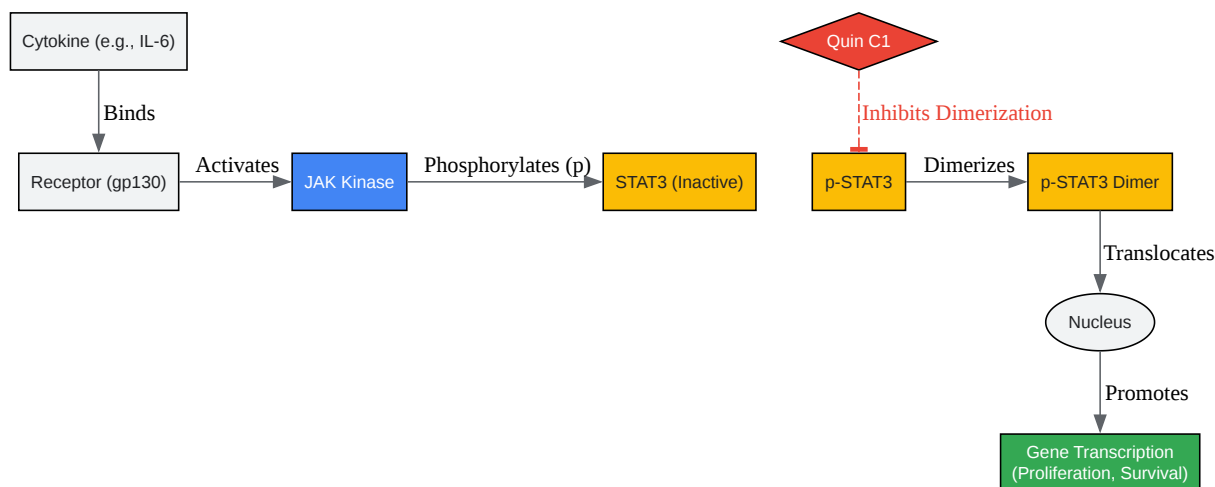 Cytokine (e.g., IL-6)
Quin C1
Binds
Inhibits Dimerization
Receptor (gp130)
Activates
JAK Kinase
Phosphorylates (p)
STAT3 (Inactive)
p-STAT3
Dimerizes
p-STAT3 Dimer
Translocates
Nucleus
Promotes
Gene Transcription
(Proliferation, Survival)